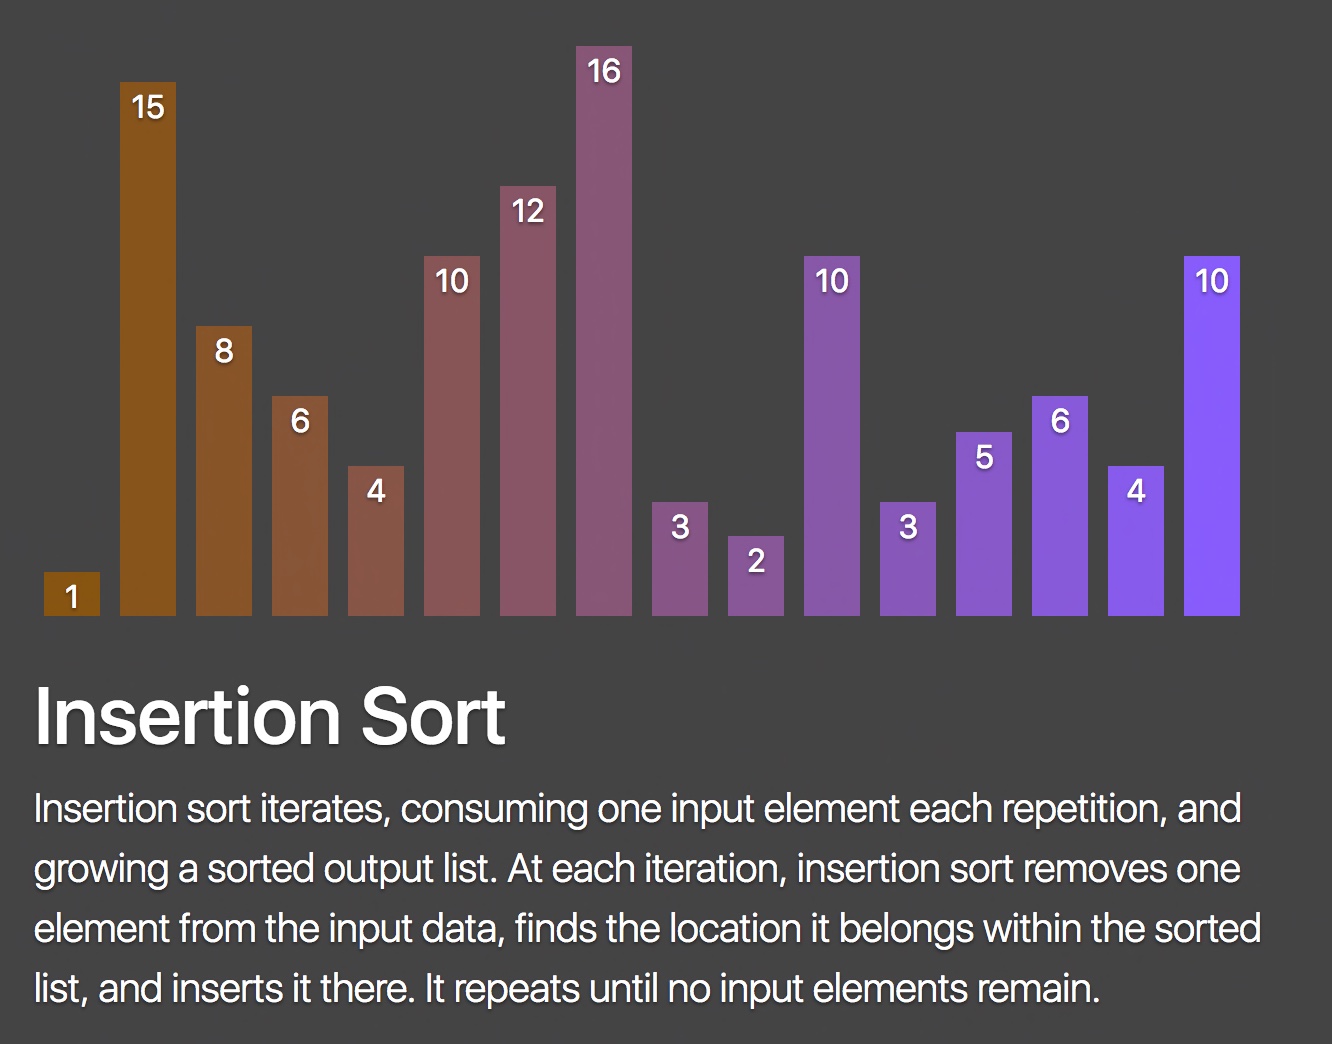 1 15 8 6 4 10 12 16 3 2 10 3 5 6 4 10
Insertion Sort
Insertion sort iterates, consuming one input element each repetition, and
growing a sorted output list. At each iteration, insertion sort removes one
element from the input data, finds the location it belongs within the sorted
list, and inserts it there. It repeats until no input elements remain.